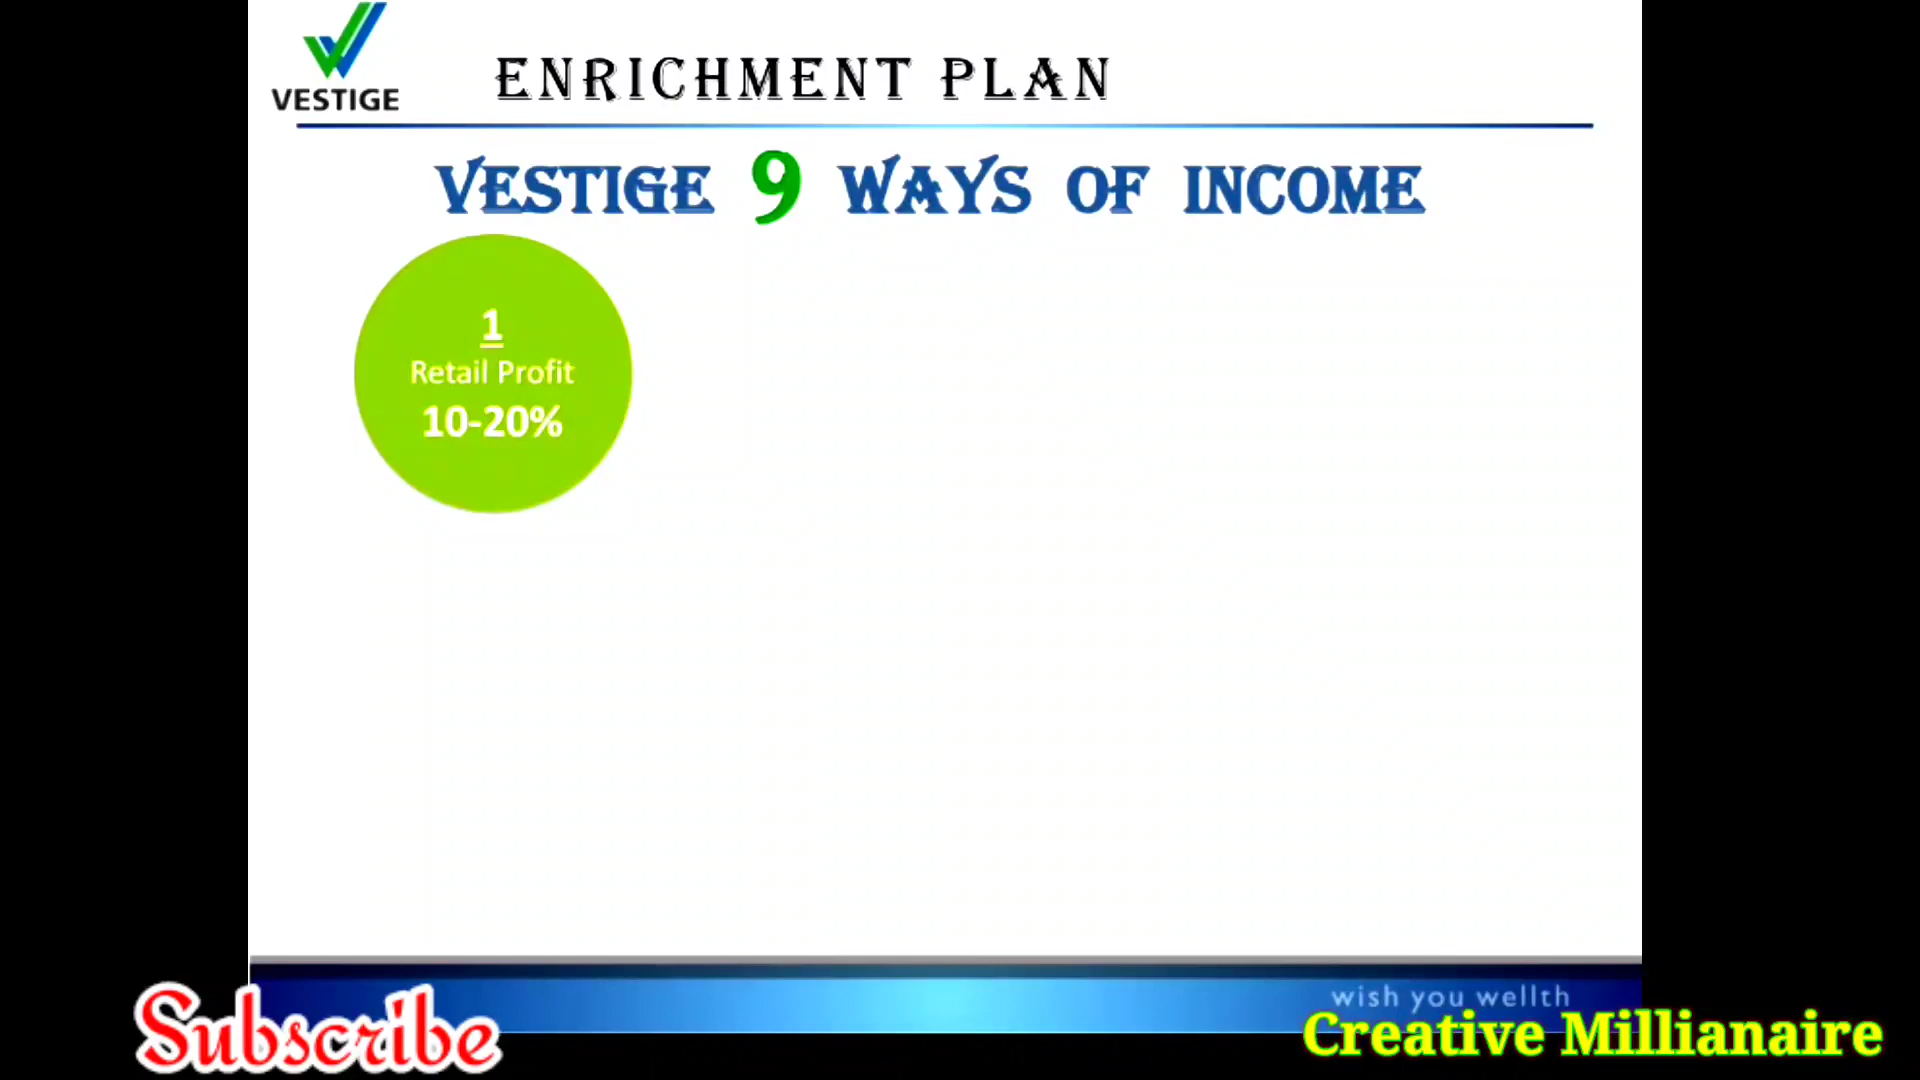 VESTIGE
ENRICHMENT PLAN
VESTIGE 9 WAYS OF INCOME
1
Retail Profit
10-20%
wish you wellth
Subscribe
Creative Millianaire